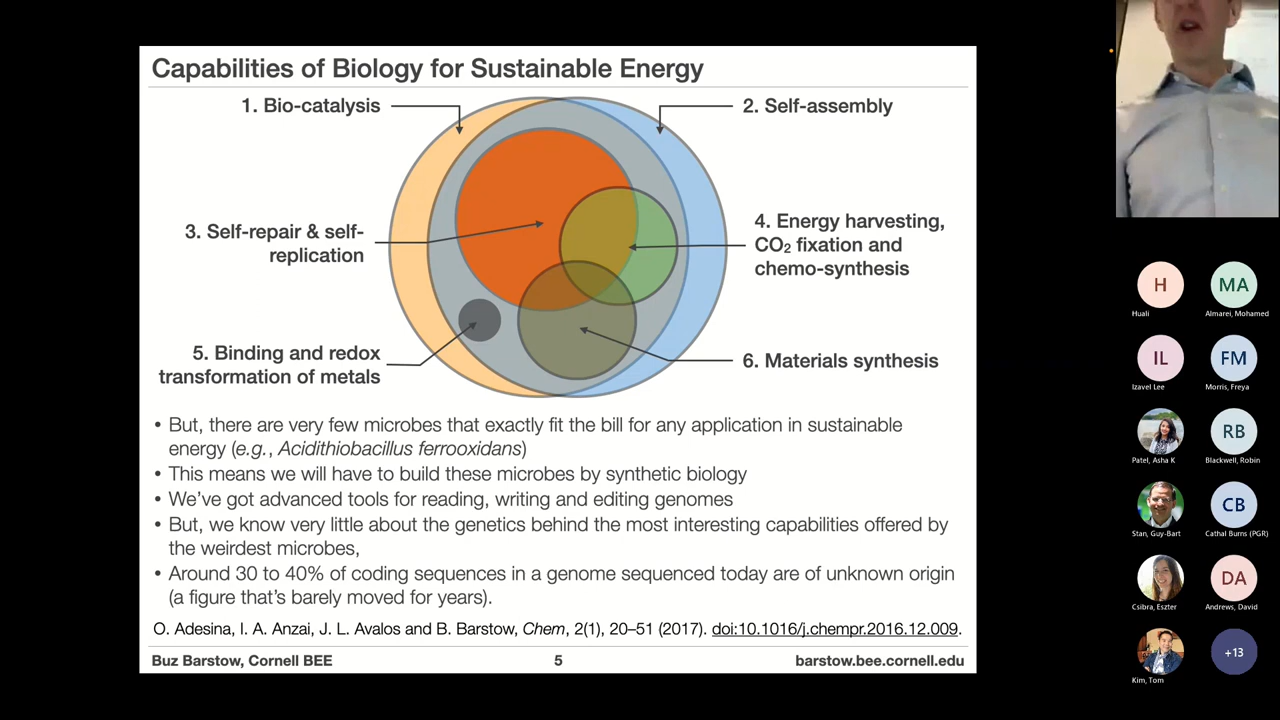 Capabilities of Biology for Sustainable Energy
1. Bio-catalysis
2. Self-assembly
3. Self-repair & self-
replication
4. Energy harvesting,
CO₂ fixation and
chemo-synthesis
5. Binding and redox
transformation of metals
6. Materials synthesis
• But, there are very few microbes that exactly fit the bill for any application in sustainable
energy (e.g., Acidithiobacillus ferrooxidans)
• This means we will have to build these microbes by synthetic biology
• We've got advanced tools for reading, writing and editing genomes
• But, we know very little about the genetics behind the most interesting capabilities offered by
the weirdest microbes,
• Around 30 to 40% of coding sequences in a genome sequenced today are of unknown origin
(a figure that's barely moved for years).
O. Adesina, I. A. Anzai, J. L. Avalos and B. Barstow, Chem, 2(1), 20–51 (2017). doi:10.1016/j.chempr.2016.12.009.
Buz Barstow, Cornell BEE
5
barstow.bee.cornell.edu
H
MA
Huali
Almarei, Mohamed
IL
FM
Izavel Lee
Morris, Freya
RB
Patel, Asha K
Blackwell, Robin
CB
Stan, Guy-Bart
Cathal Burns (PGR)
DA
Csibra, Eszter
Andrews, David
+13
Kim, Tom